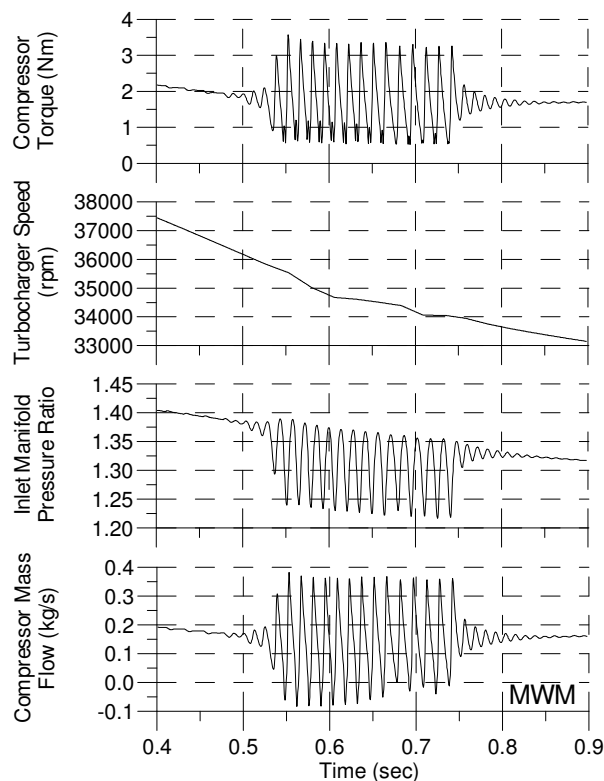 Compressor
Torque (Nm)
4
3
2
1
0
Turbocharger Speed
(rpm)
38000
37000
36000
35000
34000
33000
Inlet Manifold
Pressure Ratio
1.45
1.40
1.35
1.30
1.25
1.20
Compressor Mass
Flow (kg/s)
0.4
0.3
0.2
0.1
0.0
-0.1
MWM
0.4 0.5 0.6 0.7 0.8 0.9
Time (sec)